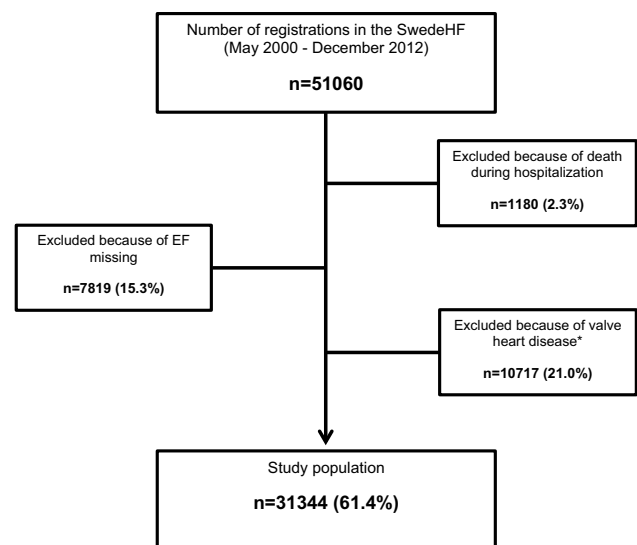 Number of registrations in the SwedeHF
(May 2000 - December 2012)
n=51060
Excluded because of death
during hospitalization
n=1180 (2.3%)
Excluded because of EF
missing
n=7819 (15.3%)
Excluded because of valve
heart disease*
n=10717 (21.0%)
Study population
n=31344 (61.4%)